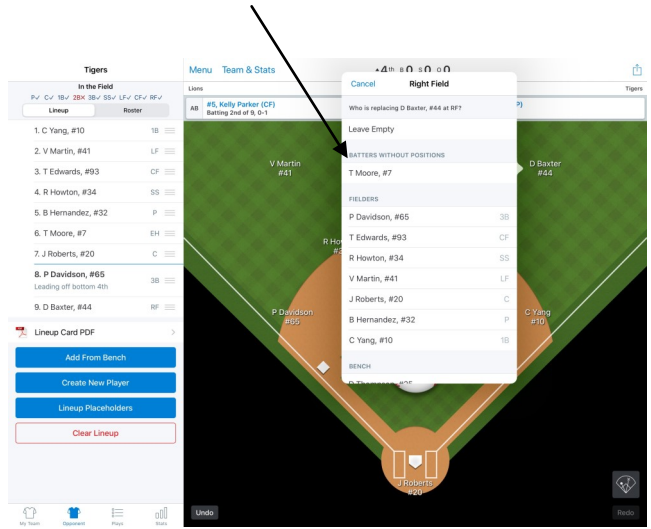 Tigers
In the Field
P✓ C✓ 1B✓ 2B✕ 3B✓ SS✓ LF✓ CF✓ RF✓
Lineup Roster
1. C Yang, #10 1B
2. V Martin, #41 LF
3. T Edwards, #93 CF
4. R Howton, #34 SS
5. B Hernandez, #32 P
6. T Moore, #7 EH
7. J Roberts, #20 C
8. P Davidson, #65 3B
Leading off bottom 4th
9. D Baxter, #44 RF
Lineup Card PDF
Add From Bench
Create New Player
Lineup Placeholders
Clear Lineup
My Team Opponent Plays Stats
Menu Team & Stats
▲4th B 0 S 0 O 0
Lions Tigers
AB #5, Kelly Parker (CF)
Batting 2nd of 9, 0-1
P)
Cancel Right Field
Who is replacing D Baxter, #44 at RF?
Leave Empty
BATTERS WITHOUT POSITIONS
T Moore, #7
FIELDERS
P Davidson, #65 3B
T Edwards, #93 CF
R Howton, #34 SS
V Martin, #41 LF
J Roberts, #20 C
B Hernandez, #32 P
C Yang, #10 1B
BENCH
D Thompson, #25
V Martin
#41
D Baxter
#44
R Ho
P Davidson
#65
C Yang
#10
J Roberts
#20
Undo Redo